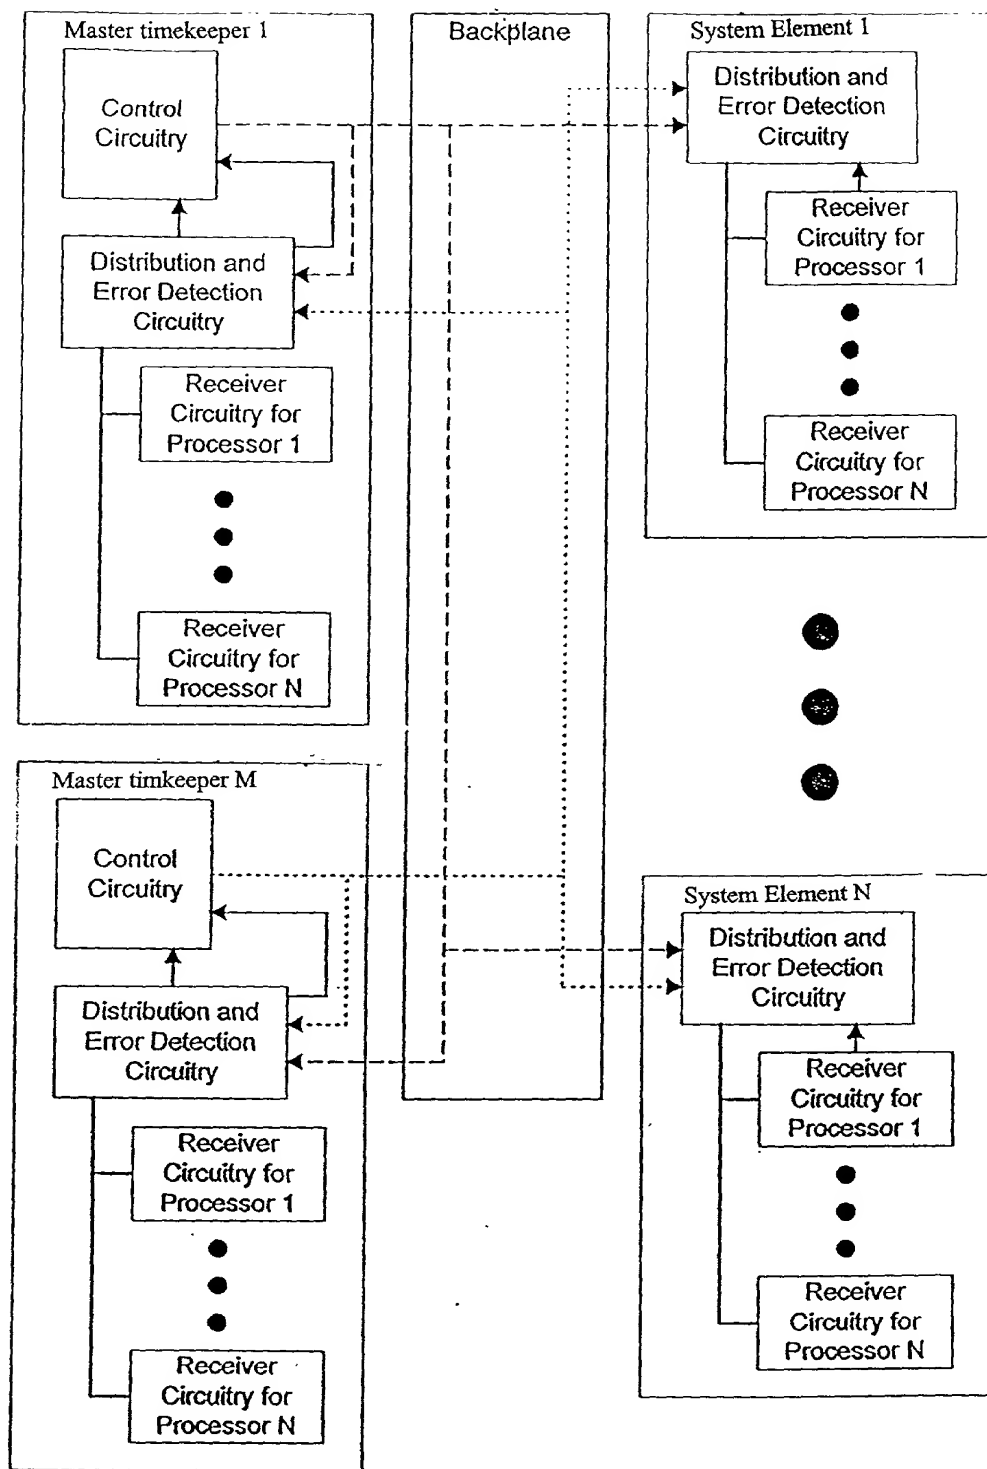 Master timekeeper 1
Control
Circuitry
Distribution and
Error Detection
Circuitry
Receiver
Circuitry for
Processor 1
Receiver
Circuitry for
Processor N
Backplane
System Element 1
Distribution and
Error Detection
Circuitry
Receiver
Circuitry for
Processor 1
Receiver
Circuitry for
Processor N
Master timkeeper M
Control
Circuitry
Distribution and
Error Detection
Circuitry
Receiver
Circuitry for
Processor 1
Receiver
Circuitry for
Processor N
System Element N
Distribution and
Error Detection
Circuitry
Receiver
Circuitry for
Processor 1
Receiver
Circuitry for
Processor N